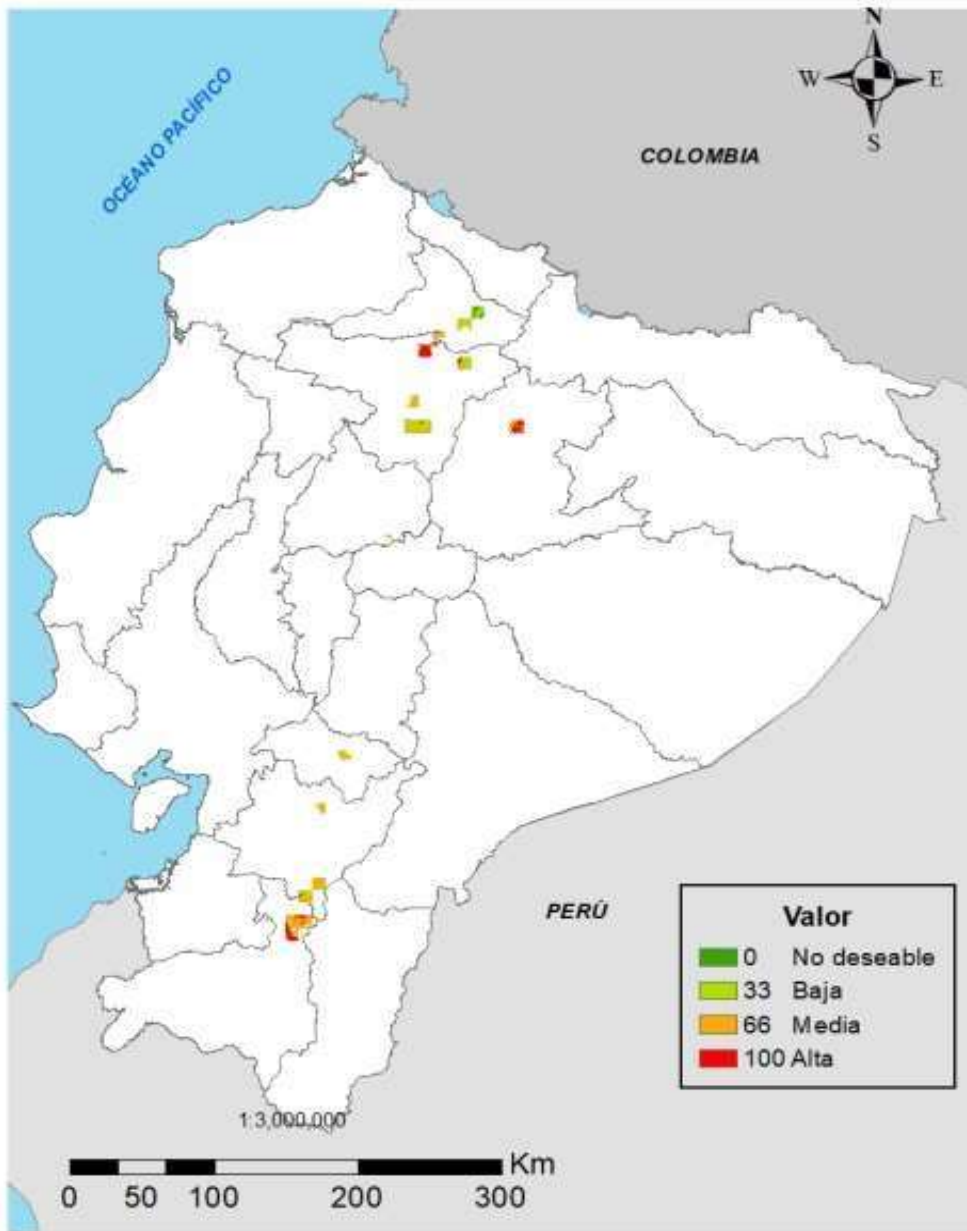 N
W E
S
OCÉANO PACÍFICO
COLOMBIA
PERÚ
Valor
0 No deseable
33 Baja
66 Media
100 Alta
1:3,000,000
Km
0 50 100 200 300